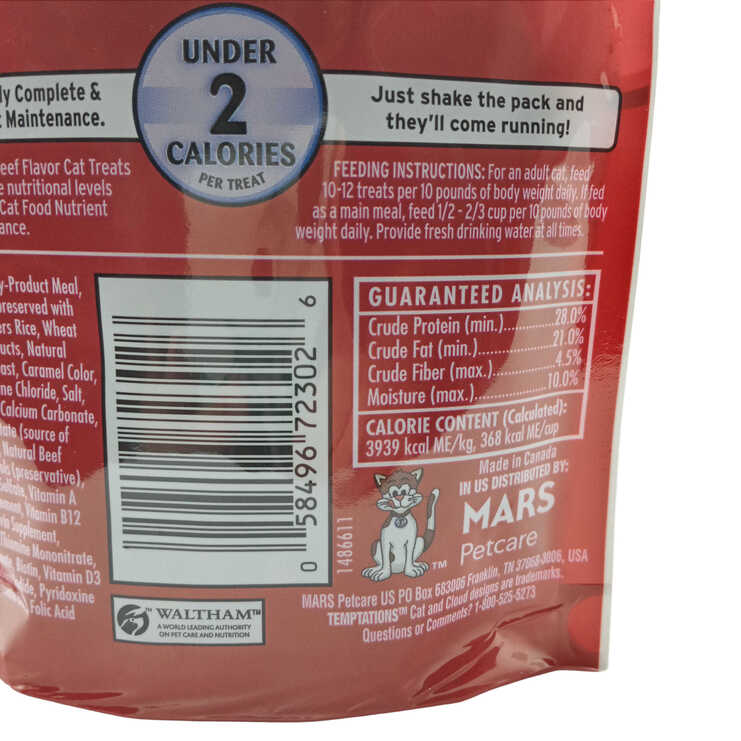 UNDER
2
CALORIES
PER TREAT
ly Complete &
Maintenance.
Just shake the pack and
they'll come running!
eef Flavor Cat Treats
e nutritional levels
Cat Food Nutrient
ance.
FEEDING INSTRUCTIONS: For an adult cat, feed
10-12 treats per 10 pounds of body weight daily. If fed
as a main meal, feed 1/2 - 2/3 cup per 10 pounds of body
weight daily. Provide fresh drinking water at all times.
y-Product Meal,
reserved with
ers Rice, Wheat
ucts, Natural
ast, Caramel Color,
ne Chloride, Salt,
Calcium Carbonate,
tate (source of
Natural Beef
ols (preservative),
Sulfate, Vitamin A
ement, Vitamin B12
vin Supplement,
Thiamine Mononitrate,
Biotin, Vitamin D3
Pyridoxine
Folic Acid
0 58496 72302 6
WALTHAM™
A WORLD LEADING AUTHORITY
ON PET CARE AND NUTRITION
GUARANTEED ANALYSIS:
Crude Protein (min.)..............28.0%
Crude Fat (min.)....................21.0%
Crude Fiber (max.)..................4.5%
Moisture (max.)....................10.0%
CALORIE CONTENT (Calculated):
3939 kcal ME/kg, 368 kcal ME/cup
1486611
Made in Canada
IN US DISTRIBUTED BY:
MARS
Petcare
™
MARS Petcare US PO Box 683006 Franklin, TN 37068-3006, USA
TEMPTATIONS™ Cat and Cloud designs are trademarks.
Questions or Comments? 1-800-525-5273